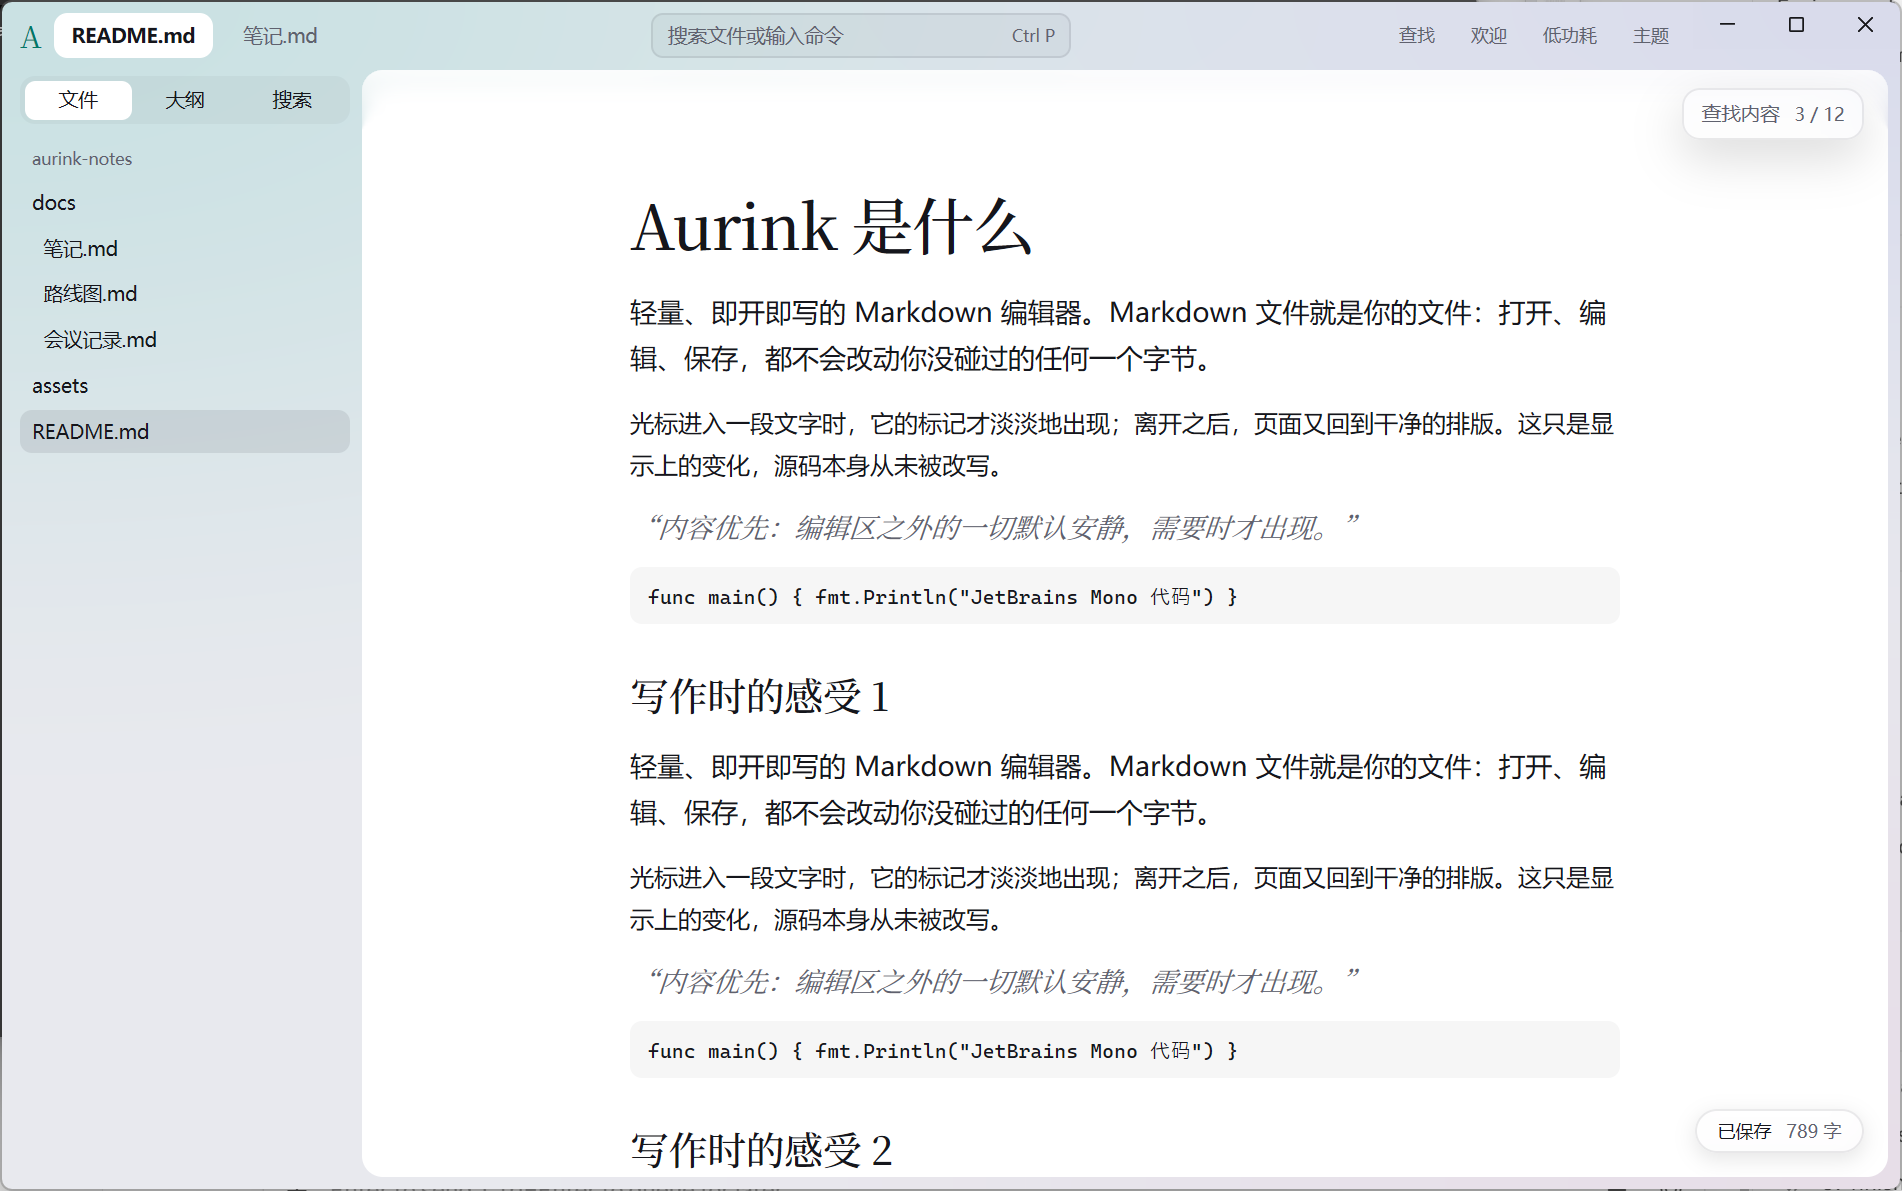 A README.md 笔记.md 搜索文件或输入命令 Ctrl P 查找 欢迎 低功耗 主题
文件 大纲 搜索
aurink-notes
docs
笔记.md
路线图.md
会议记录.md
assets
README.md
查找内容 3 / 12
Aurink 是什么
轻量、即开即写的 Markdown 编辑器。Markdown 文件就是你的文件：打开、编
辑、保存，都不会改动你没碰过的任何一个字节。
光标进入一段文字时，它的标记才淡淡地出现；离开之后，页面又回到干净的排版。这只是显
示上的变化，源码本身从未被改写。
“内容优先：编辑区之外的一切默认安静，需要时才出现。”
func main() { fmt.Println("JetBrains Mono 代码") }
写作时的感受 1
轻量、即开即写的 Markdown 编辑器。Markdown 文件就是你的文件：打开、编
辑、保存，都不会改动你没碰过的任何一个字节。
光标进入一段文字时，它的标记才淡淡地出现；离开之后，页面又回到干净的排版。这只是显
示上的变化，源码本身从未被改写。
“内容优先：编辑区之外的一切默认安静，需要时才出现。”
func main() { fmt.Println("JetBrains Mono 代码") }
写作时的感受 2
已保存 789 字